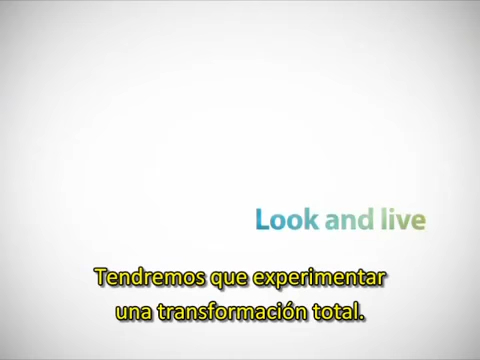 Look and live
Tendremos que experimentar
una transformación total.